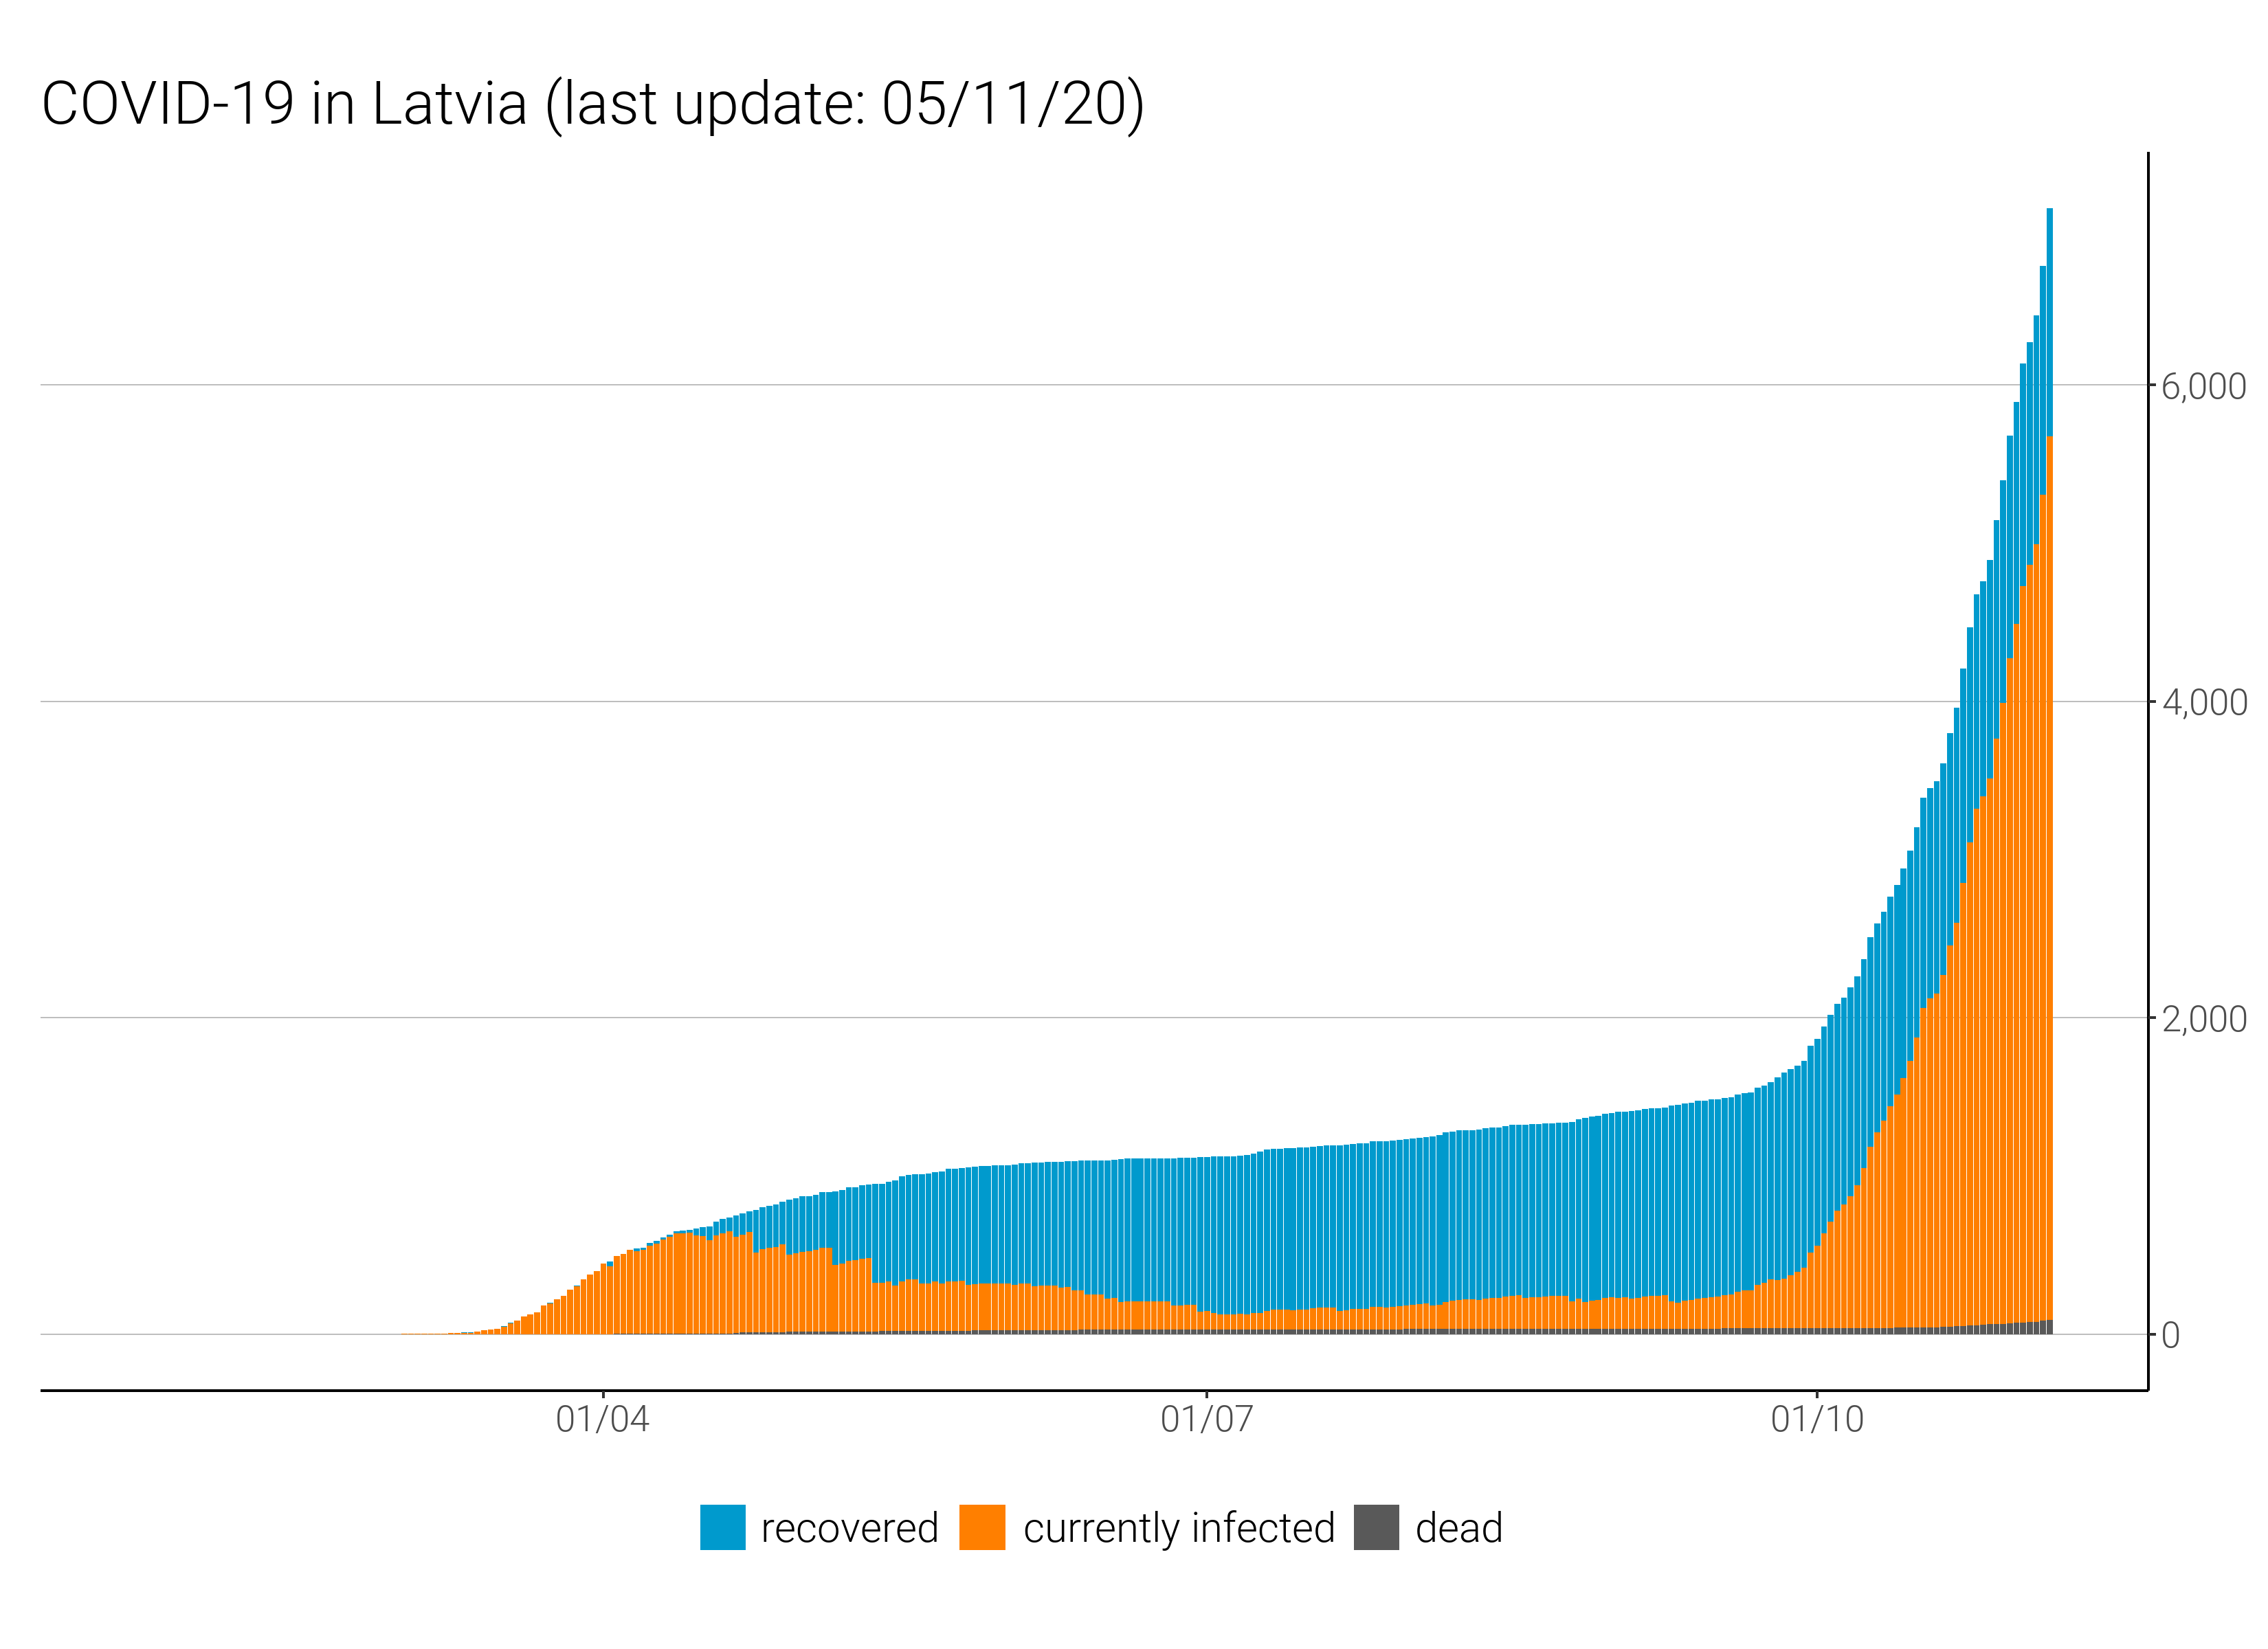 COVID-19 in Latvia (last update: 05/11/20)
6,000
4,000
2,000
0
01/04 01/07 01/10
recovered currently infected dead